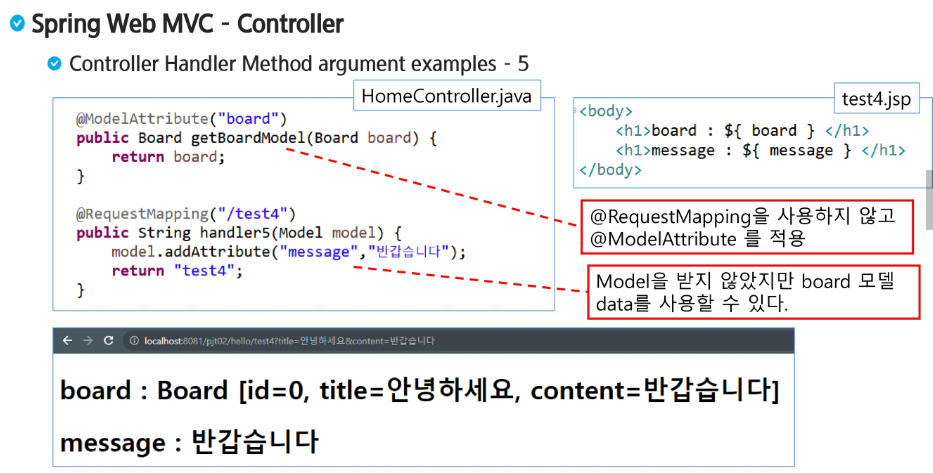 Spring Web MVC - Controller
Controller Handler Method argument examples - 5
HomeController.java
@ModelAttribute("board")
public Board getBoardModel(Board board) {
return board;
}
@RequestMapping("/test4")
public String handler5(Model model) {
model.addAttribute("message","반갑습니다");
return "test4";
}
test4.jsp
<body>
<h1>board : ${ board } </h1>
<h1>message : ${ message } </h1>
</body>
@RequestMapping을 사용하지 않고
@ModelAttribute 를 적용
Model을 받지 않았지만 board 모델
data를 사용할 수 있다.
localhost:8081/pjt02/hello/test4?title=안녕하세요&content=반갑습니다
board : Board [id=0, title=안녕하세요, content=반갑습니다]
message : 반갑습니다